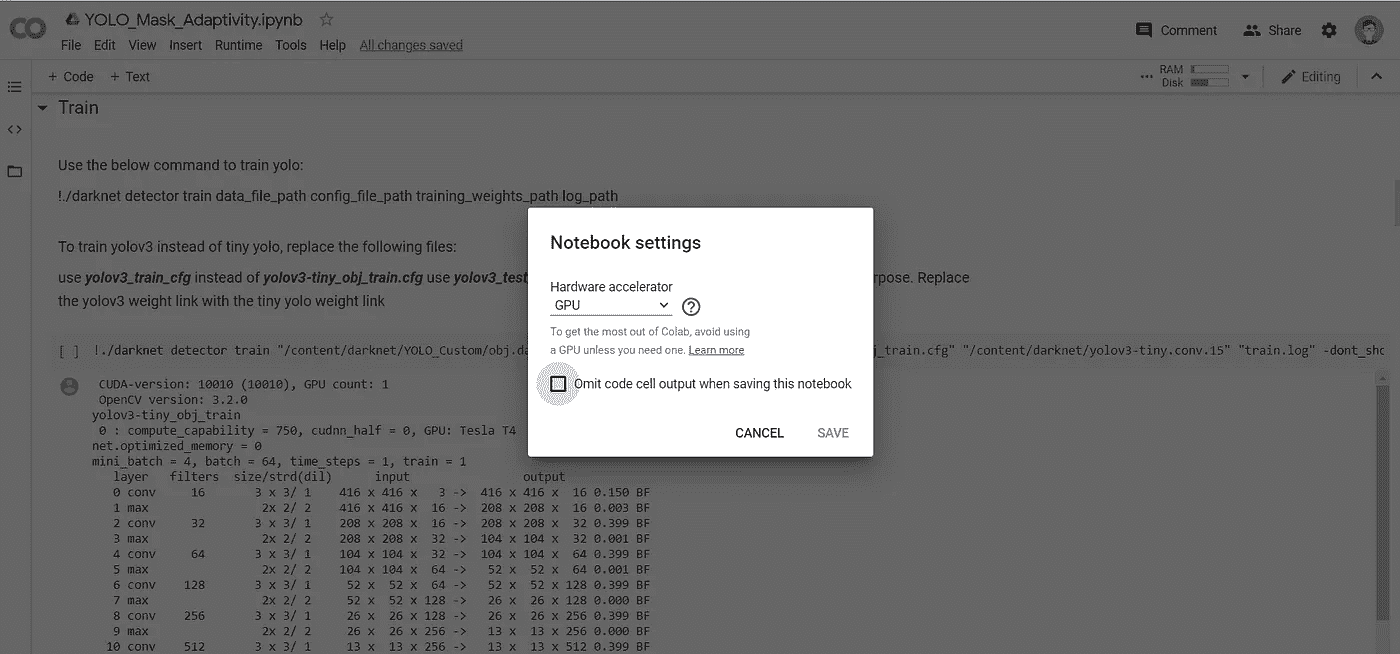 YOLO_Mask_Adaptivity.ipynb
File Edit View Insert Runtime Tools Help All changes saved
Comment Share
+ Code + Text
RAM
Disk
Editing
Train
Use the below command to train yolo:
!./darknet detector train data_file_path config_file_path training_weights_path log_path
To train yolov3 instead of tiny yolo, replace the following files:
use yolov3_train_cfg instead of yolov3-tiny_obj_train.cfg use yolov3_test rpose. Replace
the yolov3 weight link with the tiny yolo weight link
[ ] !./darknet detector train "/content/darknet/YOLO_Custom/obj.da j_train.cfg" "/content/darknet/yolov3-tiny.conv.15" "train.log" -dont_sho
CUDA-version: 10010 (10010), GPU count: 1
OpenCV version: 3.2.0
yolov3-tiny_obj_train
0 : compute_capability = 750, cudnn_half = 0, GPU: Tesla T4
net.optimized_memory = 0
mini_batch = 4, batch = 64, time_steps = 1, train = 1
layer filters size/strd(dil) input output
0 conv 16 3 x 3/ 1 416 x 416 x 3 -> 416 x 416 x 16 0.150 BF
1 max 2x 2/ 2 416 x 416 x 16 -> 208 x 208 x 16 0.003 BF
2 conv 32 3 x 3/ 1 208 x 208 x 16 -> 208 x 208 x 32 0.399 BF
3 max 2x 2/ 2 208 x 208 x 32 -> 104 x 104 x 32 0.001 BF
4 conv 64 3 x 3/ 1 104 x 104 x 32 -> 104 x 104 x 64 0.399 BF
5 max 2x 2/ 2 104 x 104 x 64 -> 52 x 52 x 64 0.001 BF
6 conv 128 3 x 3/ 1 52 x 52 x 64 -> 52 x 52 x 128 0.399 BF
7 max 2x 2/ 2 52 x 52 x 128 -> 26 x 26 x 128 0.000 BF
8 conv 256 3 x 3/ 1 26 x 26 x 128 -> 26 x 26 x 256 0.399 BF
9 max 2x 2/ 2 26 x 26 x 256 -> 13 x 13 x 256 0.000 BF
10 conv 512 3 x 3/ 1 13 x 13 x 256 -> 13 x 13 x 512 0.399 BF
Notebook settings
Hardware accelerator
GPU
To get the most out of Colab, avoid using
a GPU unless you need one. Learn more
Omit code cell output when saving this notebook
CANCEL SAVE